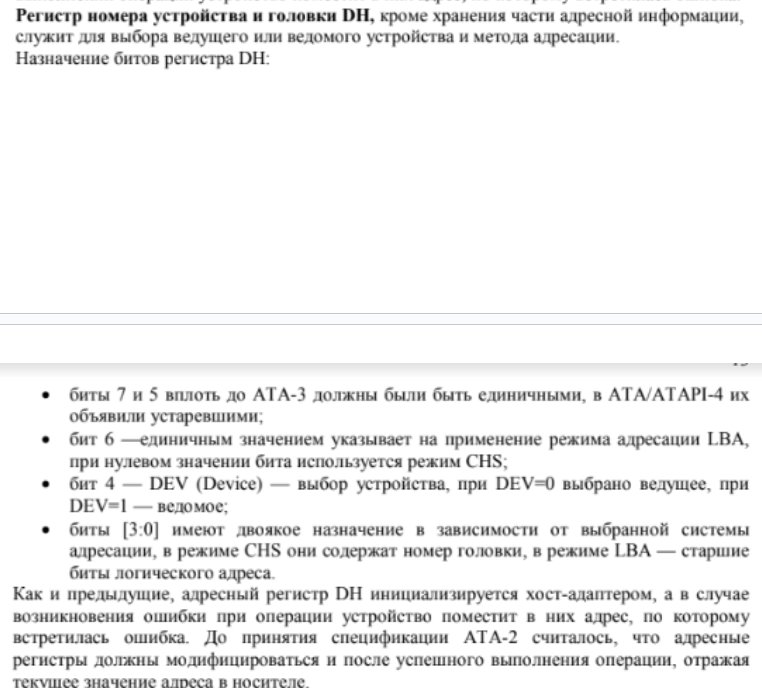 Регистр номера устройства и головки DH, кроме хранения части адресной информации,
служит для выбора ведущего или ведомого устройства и метода адресации.
Назначение битов регистра DH:
• биты 7 и 5 вплоть до АТА-3 должны были быть единичными, в ATA/ATAPI-4 их
объявили устаревшими;
• бит 6 —единичным значением указывает на применение режима адресации LBA,
при нулевом значении бита используется режим CHS;
• бит 4 — DEV (Device) — выбор устройства, при DEV=0 выбрано ведущее, при
DEV=1 — ведомое;
• биты [3:0] имеют двоякое назначение в зависимости от выбранной системы
адресации, в режиме CHS они содержат номер головки, в режиме LBA — старшие
биты логического адреса.
Как и предыдущие, адресный регистр DH инициализируется хост-адаптером, а в случае
возникновения ошибки при операции устройство поместит в них адрес, по которому
встретилась ошибка. До принятия спецификации АТА-2 считалось, что адресные
регистры должны модифицироваться и после успешного выполнения операции, отражая
текущее значение адреса в носителе.